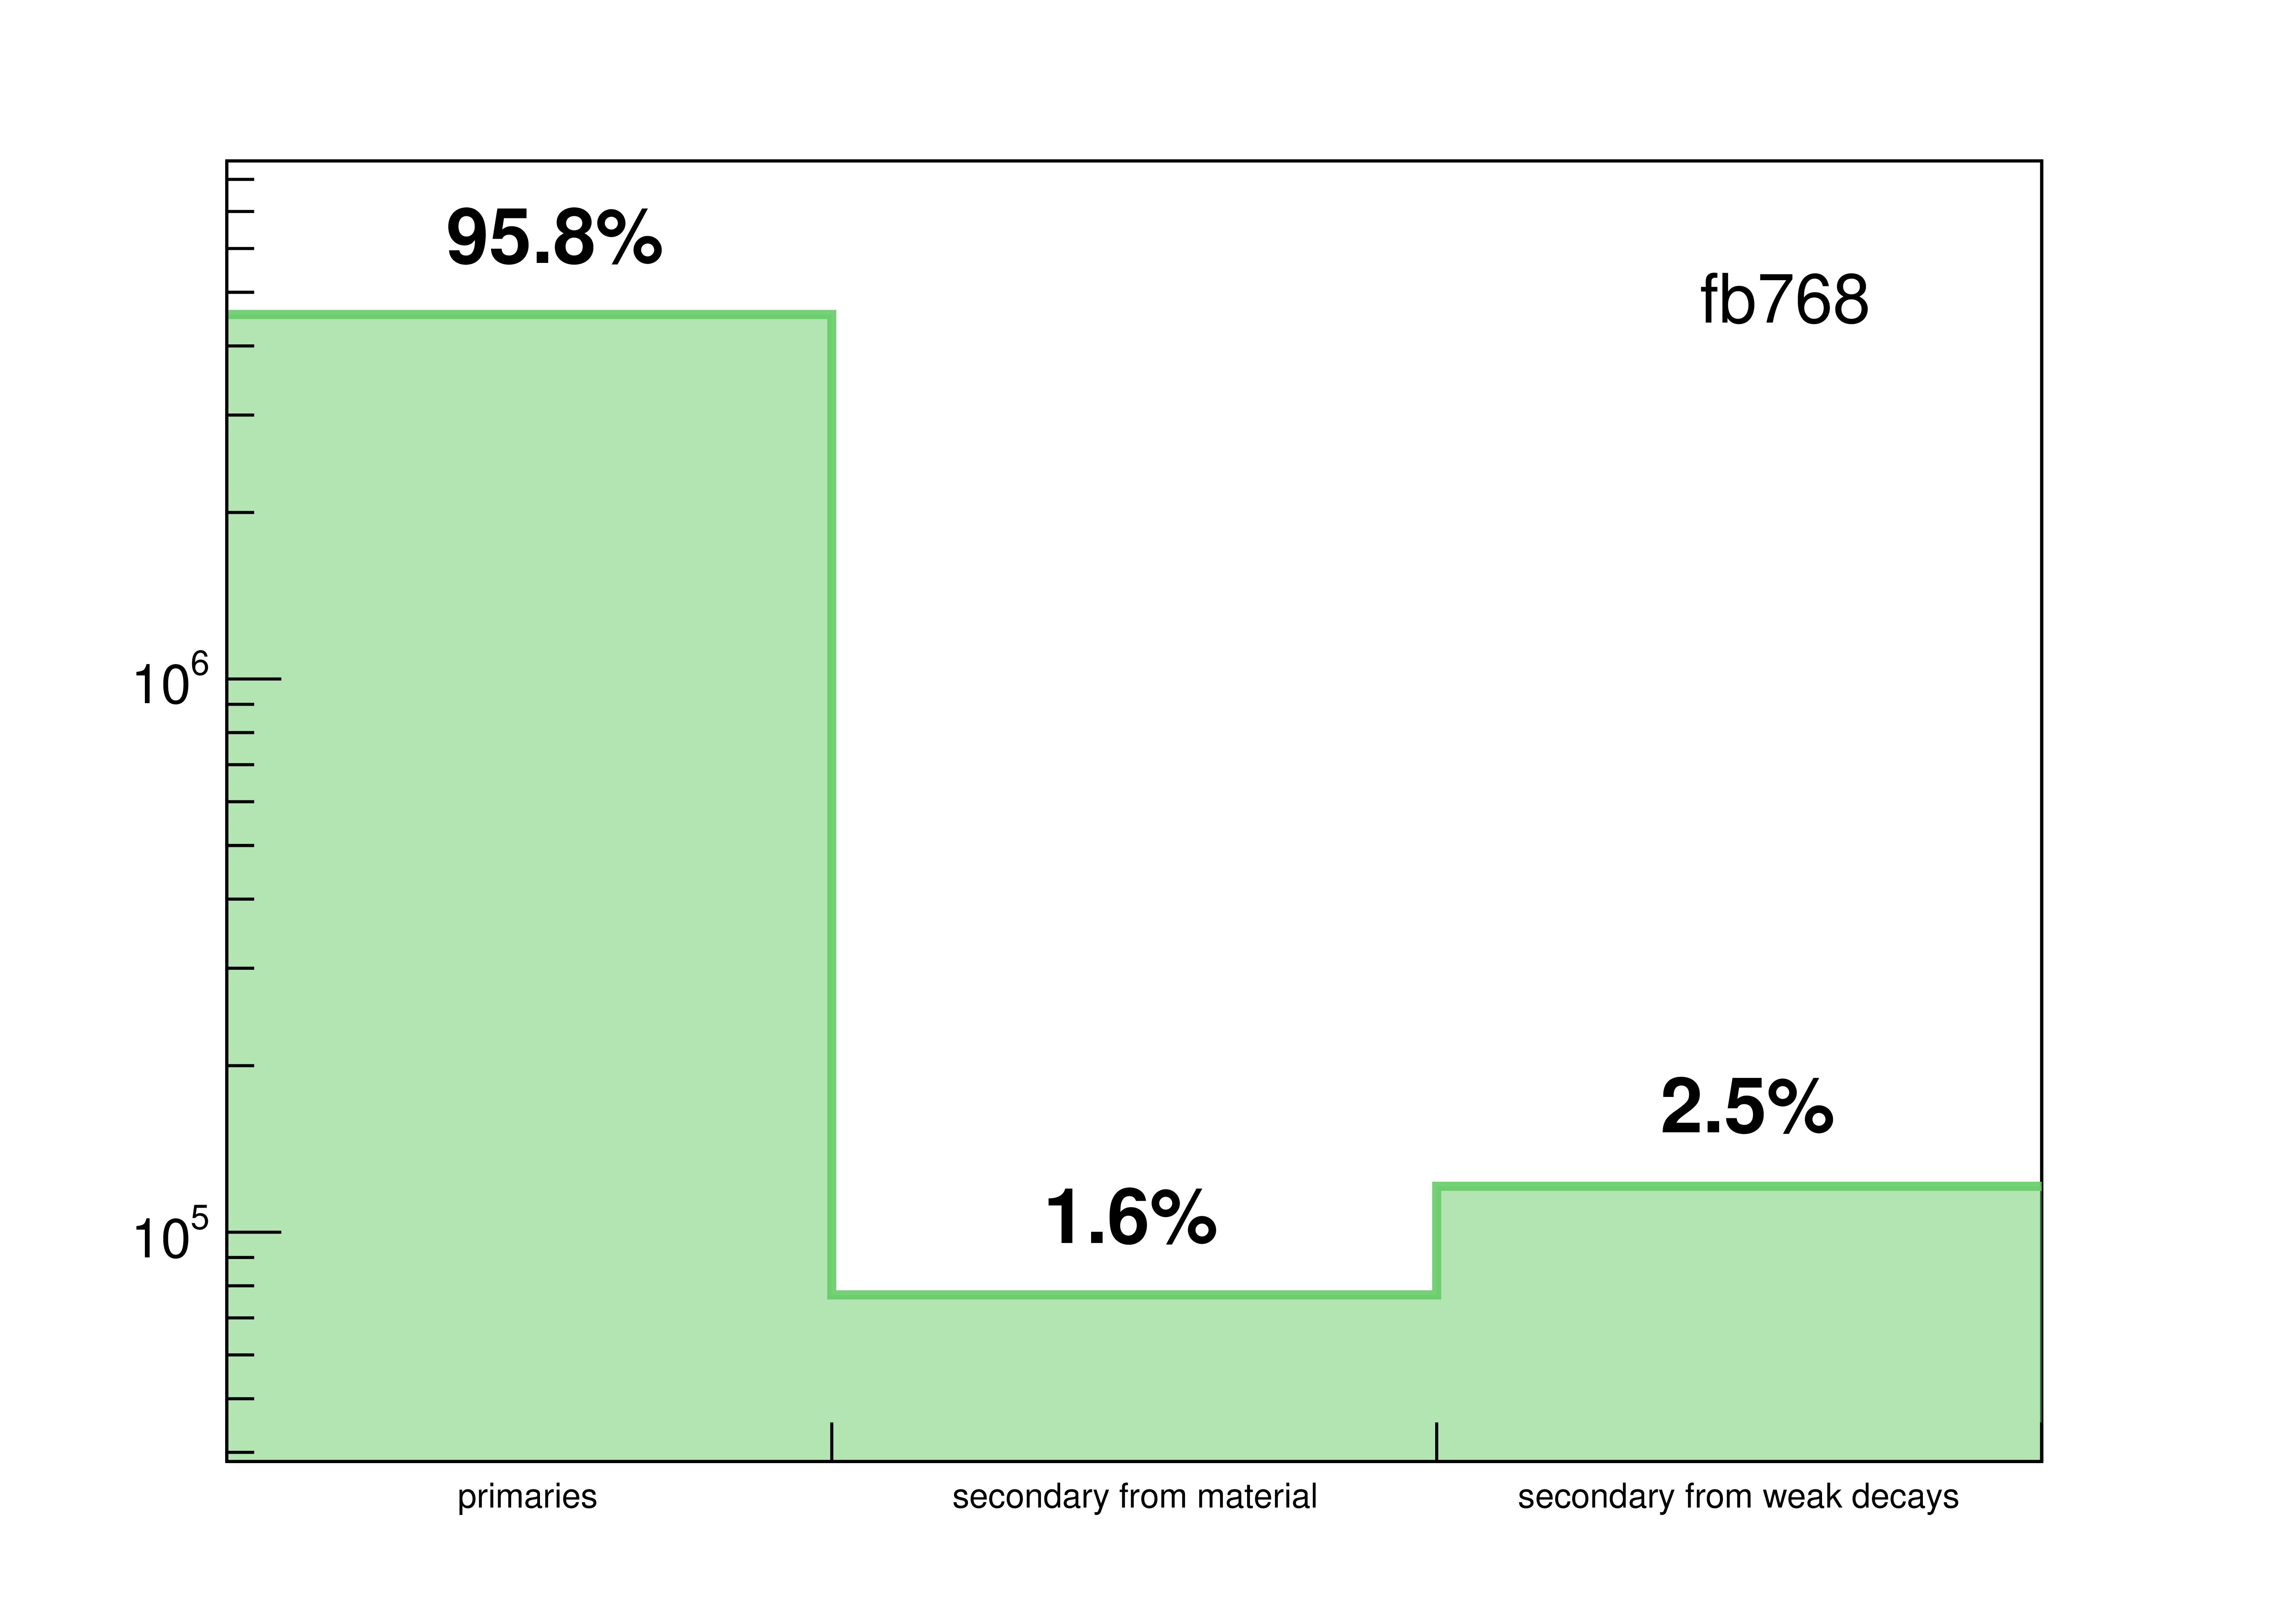 95.8%
fb768
10^6
2.5%
1.6%
10^5
primaries
secondary from material
secondary from weak decays